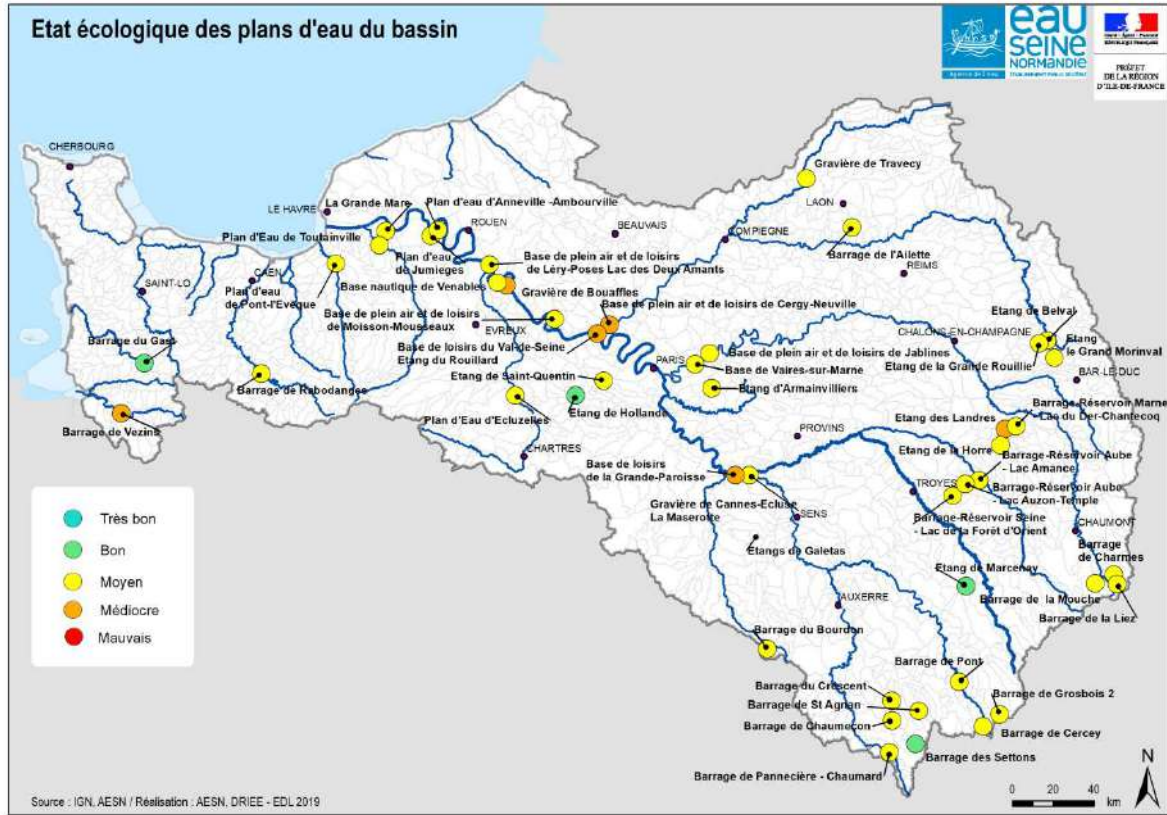 Etat écologique des plans d'eau du bassin
eau
SEINE
NORMANDIE
PRÉFET
DE LA RÉGION
D'ILE-DE-FRANCE
CHERBOURG
Gravière de Travecy
LE HAVRE
La Grande Mare
Plan d'eau d'Anneville -Ambourville
LAON
ROUEN
BEAUVAIS
COMPIEGNE
Plan d'Eau de Toutainville
Barrage de l'Ailette
Plan d'eau
de Jumieges
Base de plein air et de loisirs
de Léry-Poses Lac des Deux Amants
REIMS
CAEN
SAINT-LO
Plan d'eau
de Pont-l'Evêque
Base nautique de Venables
Gravière de Bouaffles
Base de plein air et de loisirs de Cergy-Neuville
Etang de Belval
Base de plein air et de loisirs
de Moisson-Mousseaux
EVREUX
CHALONS-EN-CHAMPAGNE
Etang
le Grand Morinval
Barrage du Gast
Base de loisirs du Val-de-Seine
Etang du Rouillard
PARIS
Base de plein air et de loisirs de Jablines
Etang de la Grande Rouillie
Base de Vaires-sur-Marne
BAR-LE-DUC
Barrage de Rabodanges
Etang de Saint-Quentin
Etang d'Armainvilliers
Etang de Hollande
Barrage-Réservoir Marne
- Lac du Der-Chantecoq
Barrage de Vezins
Plan d'Eau d'Ecluzelles
Etang des Landres
PROVINS
Etang de la Horre
CHARTRES
Barrage-Réservoir Aube
- Lac Amance
Base de loisirs
de la Grande-Paroisse
TROYES
Barrage-Réservoir Aube
- Lac Auzon-Temple
Gravière de Cannes-Ecluse
La Maserotte
SENS
Barrage-Réservoir Seine
- Lac de la Forêt d'Orient
CHAUMONT
Très bon
Bon
Moyen
Médiocre
Mauvais
Etangs de Galetas
Barrage
de Charmes
Etang de Marcenay
AUXERRE
Barrage de la Mouche
Barrage de la Liez
Barrage du Bourdon
Barrage de Pont
Barrage du Crescent
Barrage de St Agnan
Barrage de Grosbois 2
Barrage de Chaumeçon
Barrage de Cercey
Barrage des Settons
Barrage de Pannecière - Chaumard
N
0 20 40
km
Source : IGN, AESN / Réalisation : AESN, DRIEE - EDL 2019